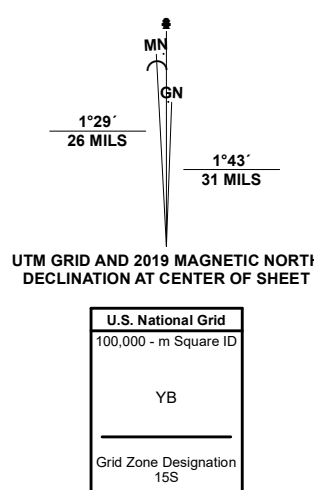 MN
GN
1°29´
26 MILS
1°43´
31 MILS
UTM GRID AND 2019 MAGNETIC NORTH
DECLINATION AT CENTER OF SHEET
U.S. National Grid
100,000 - m Square ID
YB
Grid Zone Designation
15S